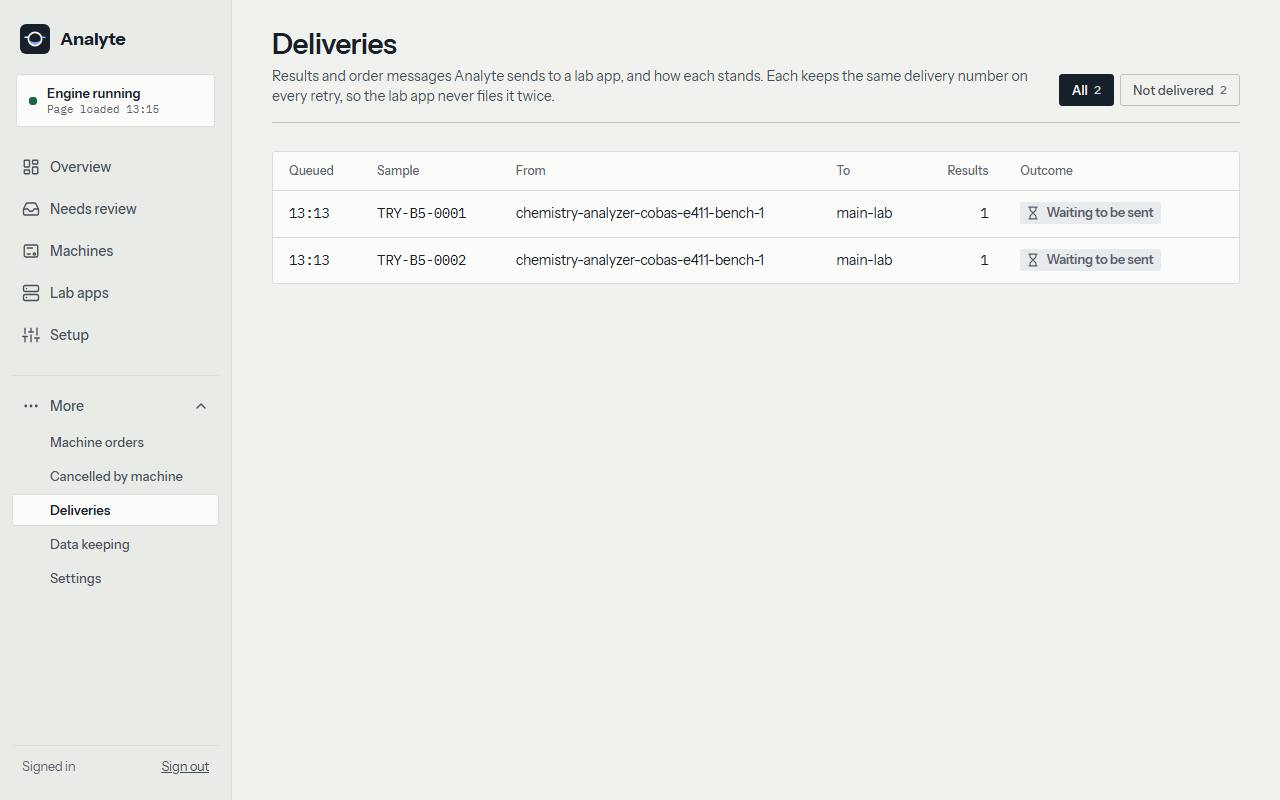 Analyte
Engine running
Page loaded 13:15
Overview
Needs review
Machines
Lab apps
Setup
More
Machine orders
Cancelled by machine
Deliveries
Data keeping
Settings
Signed in Sign out
Deliveries
Results and order messages Analyte sends to a lab app, and how each stands. Each keeps the same delivery number on
every retry, so the lab app never files it twice.
All 2 Not delivered 2
Queued Sample From To Results Outcome
13:13 TRY-B5-0001 chemistry-analyzer-cobas-e411-bench-1 main-lab 1 Waiting to be sent
13:13 TRY-B5-0002 chemistry-analyzer-cobas-e411-bench-1 main-lab 1 Waiting to be sent